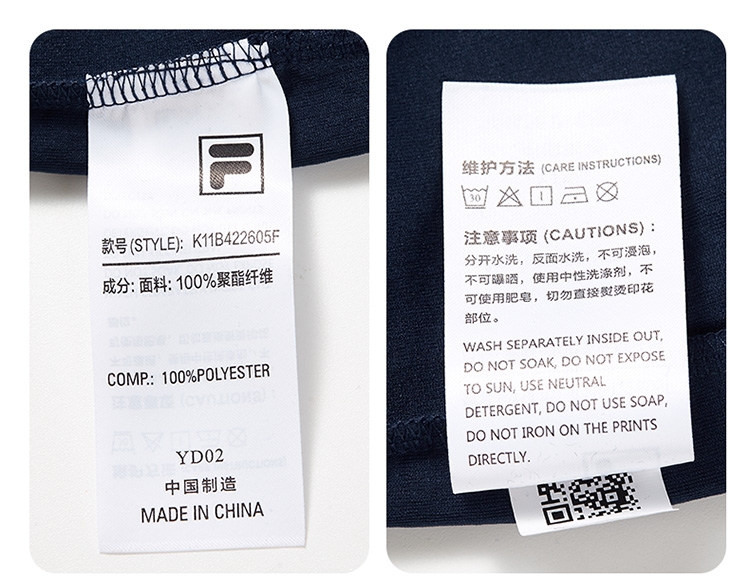 F
款号(STYLE): K11B422605F
成分: 面料: 100%聚酯纤维
COMP.: 100%POLYESTER
YD02
中国制造
MADE IN CHINA
维护方法 (CARE INSTRUCTIONS)
30
注意事项 (CAUTIONS) :
分开水洗，反面水洗，不可浸泡，
不可曝晒，使用中性洗涤剂，不
可使用肥皂，切勿直接熨烫印花
部位。
WASH SEPARATELY INSIDE OUT,
DO NOT SOAK, DO NOT EXPOSE
TO SUN, USE NEUTRAL
DETERGENT, DO NOT USE SOAP,
DO NOT IRON ON THE PRINTS
DIRECTLY.